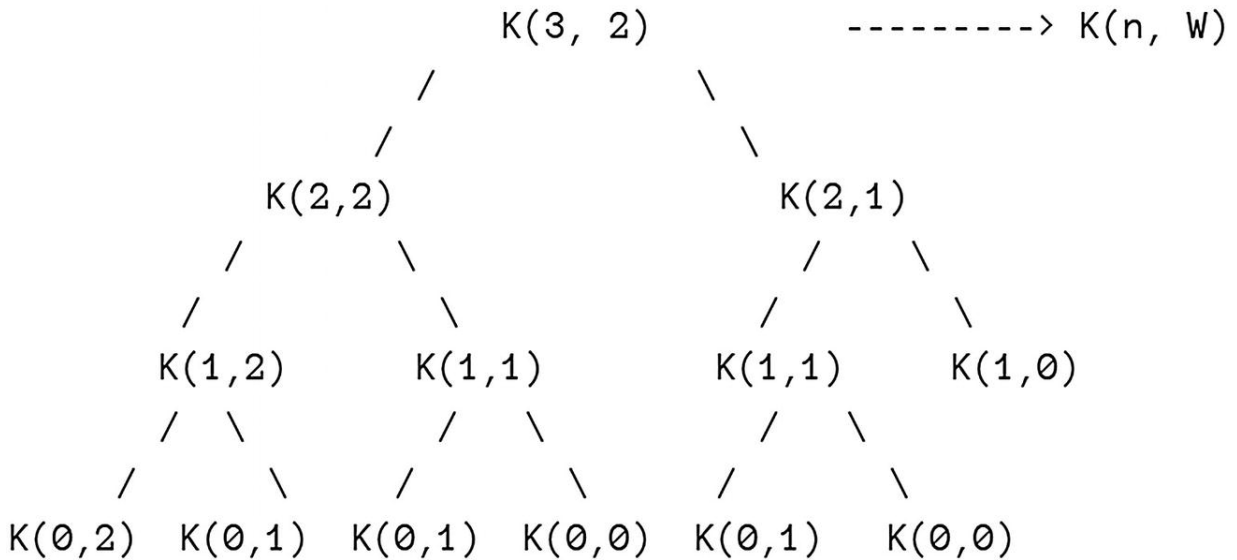 K(3, 2) ---------> K(n, W)
/ \
/ \
K(2,2) K(2,1)
/ \ / \
/ \ / \
K(1,2) K(1,1) K(1,1) K(1,0)
/ \ / \ / \
/ \ / \ / \
K(0,2) K(0,1) K(0,1) K(0,0) K(0,1) K(0,0)